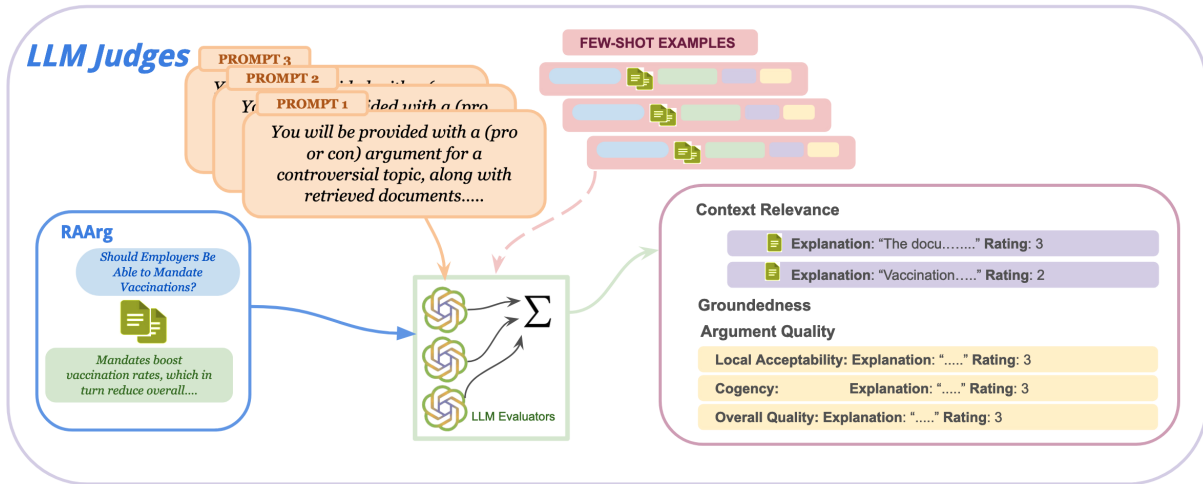 LLM Judges
PROMPT 3
PROMPT 2
PROMPT 1
You will be provided with a (pro
or con) argument for a
controversial topic, along with
retrieved documents.....
FEW-SHOT EXAMPLES
RAArg
Should Employers Be
Able to Mandate
Vaccinations?
Mandates boost
vaccination rates, which in
turn reduce overall....
Σ
LLM Evaluators
Context Relevance
Explanation: “The docu........” Rating: 3
Explanation: “Vaccination.....” Rating: 2
Groundedness
Argument Quality
Local Acceptability: Explanation: “.....” Rating: 3
Cogency: Explanation: “.....” Rating: 3
Overall Quality: Explanation: “.....” Rating: 3